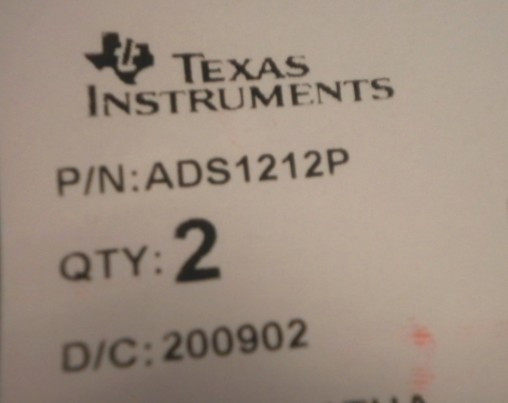 TEXAS
INSTRUMENTS
P/N:ADS1212P
QTY: 2
D/C:200902